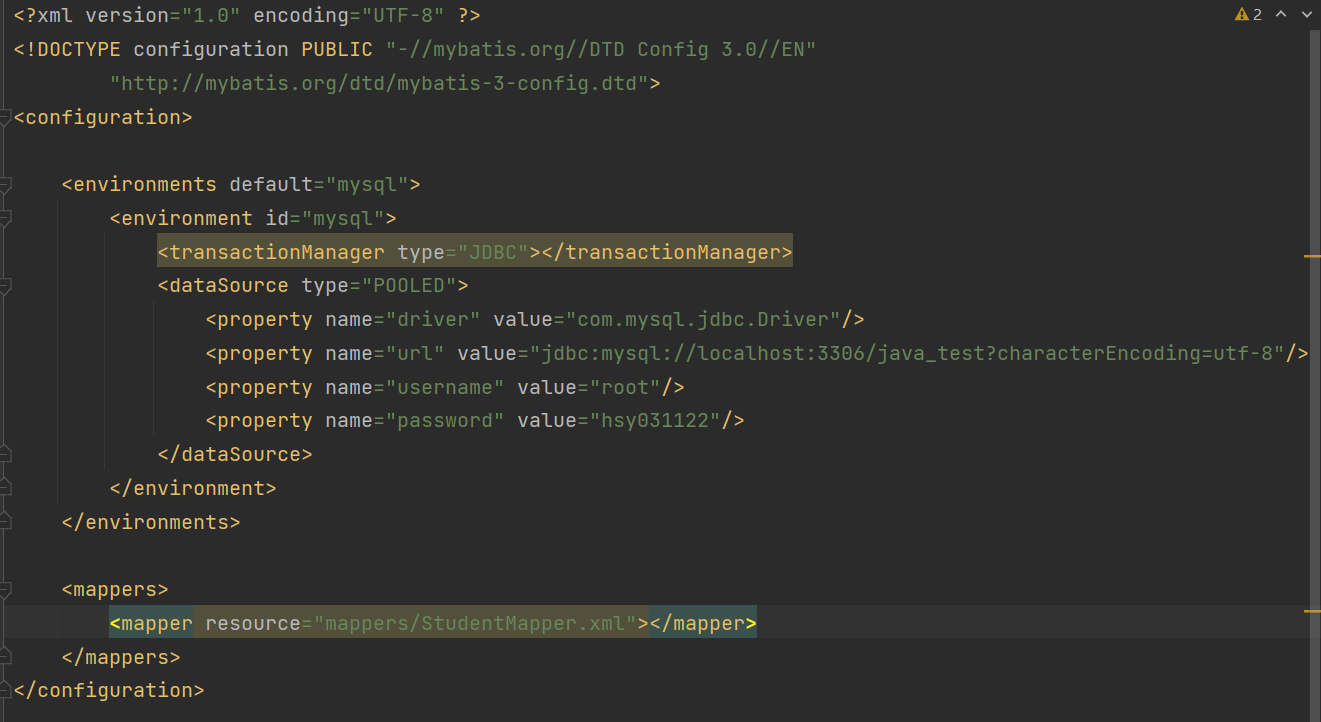 <?xml version="1.0" encoding="UTF-8" ?>
2
<!DOCTYPE configuration PUBLIC "-//mybatis.org//DTD Config 3.0//EN"
        "http://mybatis.org/dtd/mybatis-3-config.dtd">
<configuration>
    <environments default="mysql">
        <environment id="mysql">
            <transactionManager type="JDBC"></transactionManager>
            <dataSource type="POOLED">
                <property name="driver" value="com.mysql.jdbc.Driver"/>
                <property name="url" value="jdbc:mysql://localhost:3306/java_test?characterEncoding=utf-8"/>
                <property name="username" value="root"/>
                <property name="password" value="hsy031122"/>
            </dataSource>
        </environment>
    </environments>
    <mappers>
        <mapper resource="mappers/StudentMapper.xml"></mapper>
    </mappers>
</configuration>